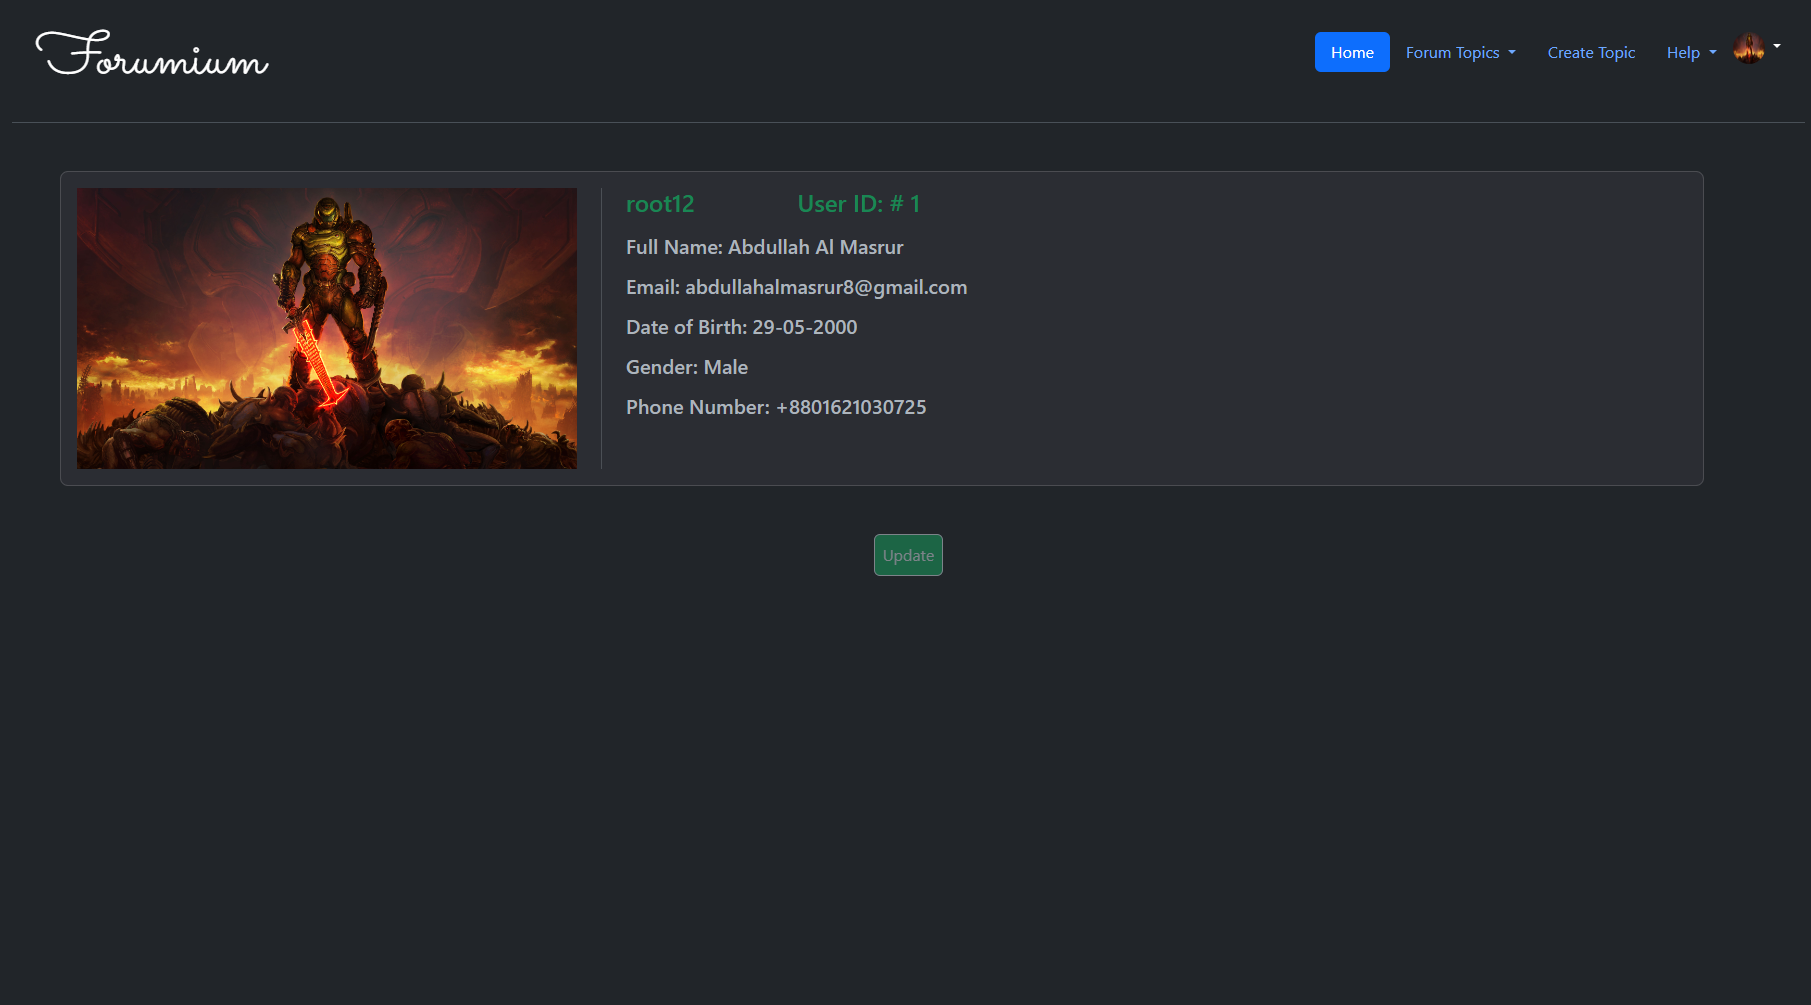 Forumium
Home Forum Topics Create Topic Help
root12 User ID: # 1
Full Name: Abdullah Al Masrur
Email: abdullahalmasrur8@gmail.com
Date of Birth: 29-05-2000
Gender: Male
Phone Number: +8801621030725
Update